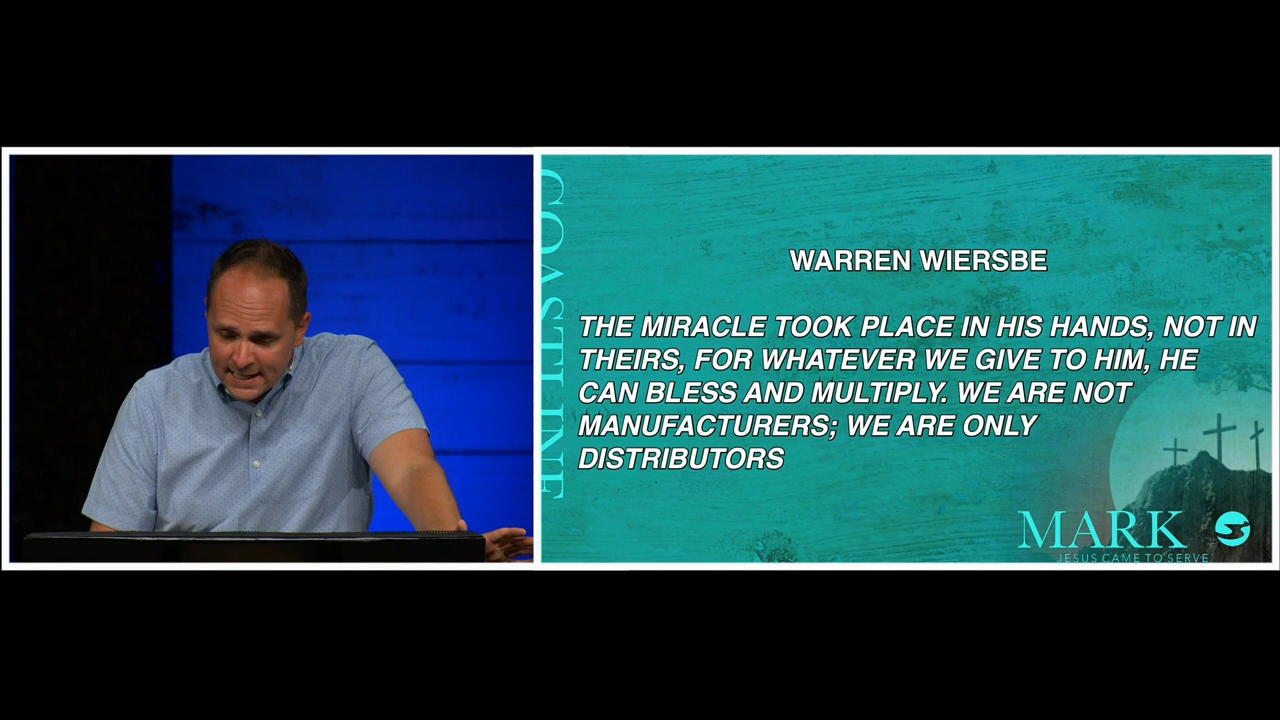 COASTLINE
WARREN WIERSBE
THE MIRACLE TOOK PLACE IN HIS HANDS, NOT IN
THEIRS, FOR WHATEVER WE GIVE TO HIM, HE
CAN BLESS AND MULTIPLY. WE ARE NOT
MANUFACTURERS; WE ARE ONLY
DISTRIBUTORS
MARK
JESUS CAME TO SERVE